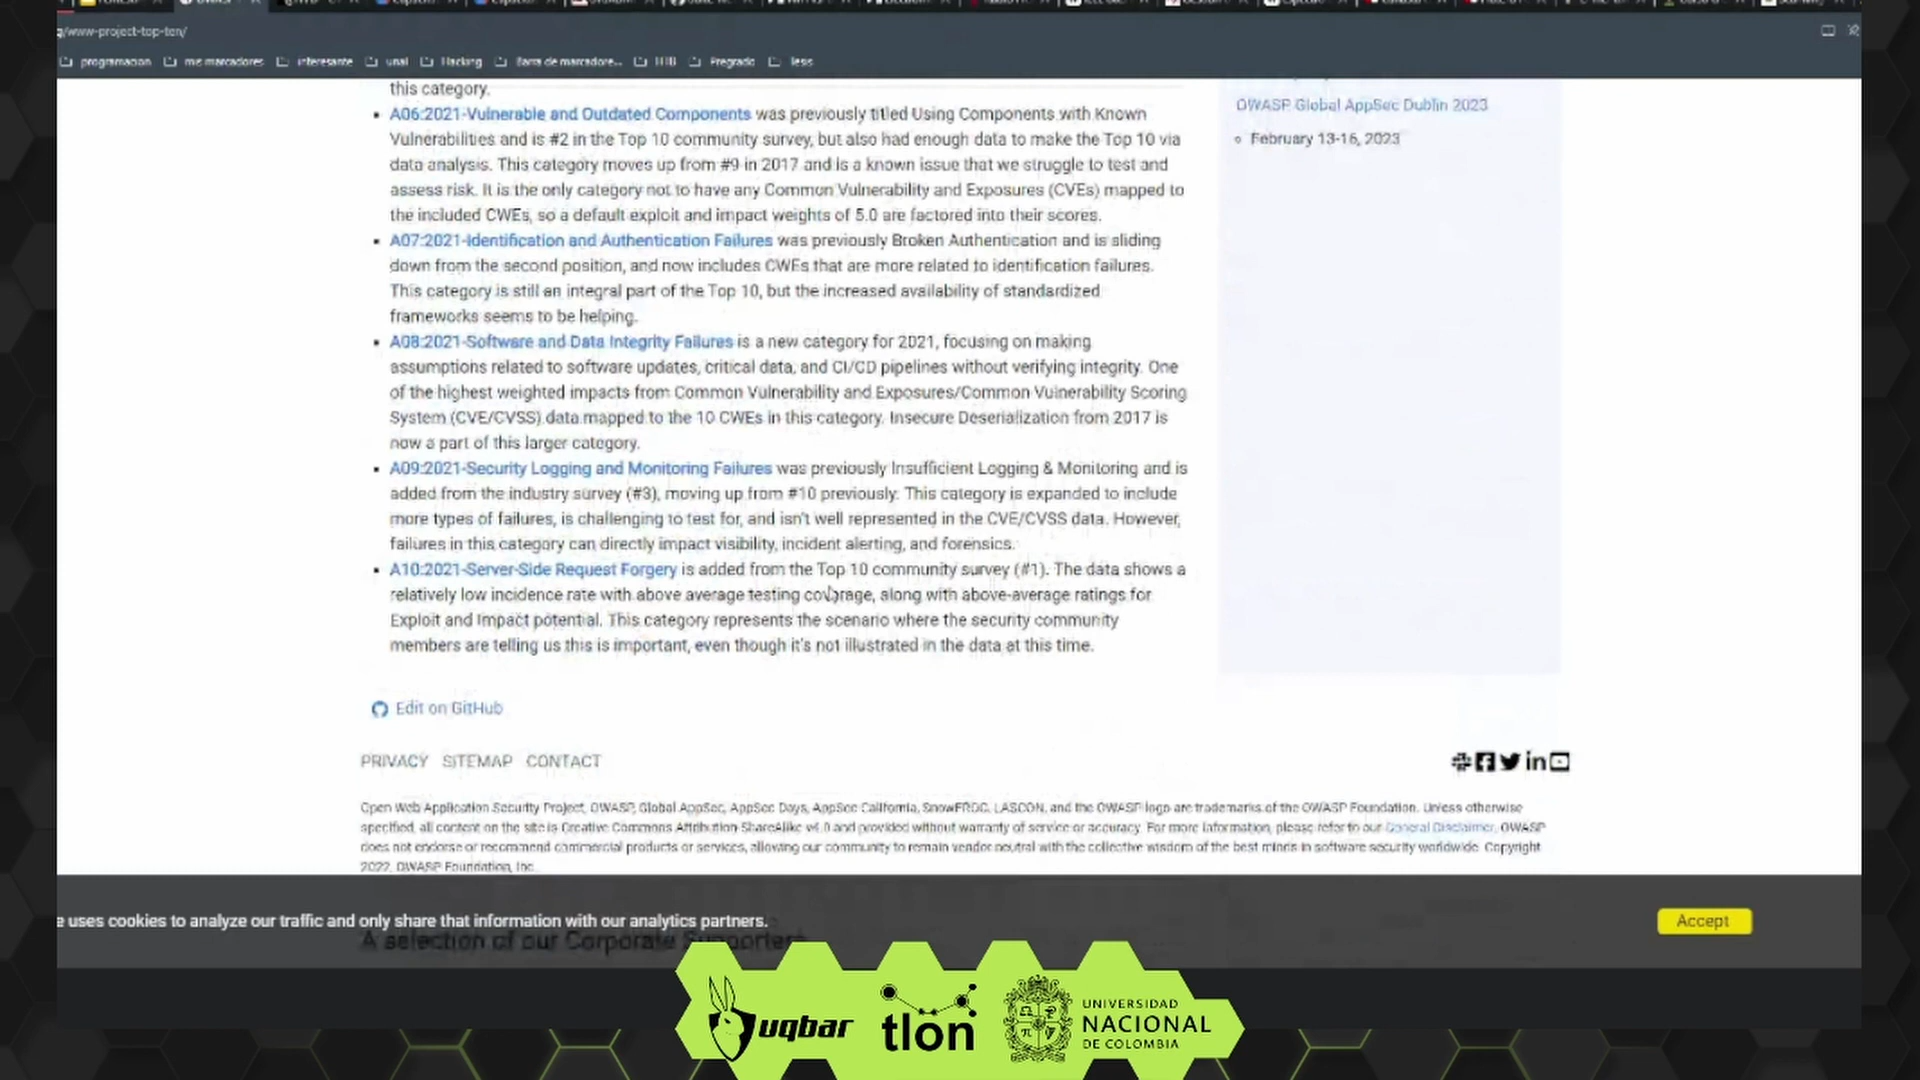 g/www-project-top-ten/
programacion mis marcadores interesante unal Hacking Barra de marcadore... HTB Pregrado Tesis
this category.
A06:2021-Vulnerable and Outdated Components was previously titled Using Components with Known
Vulnerabilities and is #2 in the Top 10 community survey, but also had enough data to make the Top 10 via
data analysis. This category moves up from #9 in 2017 and is a known issue that we struggle to test and
assess risk. It is the only category not to have any Common Vulnerability and Exposures (CVEs) mapped to
the included CWEs, so a default exploit and impact weights of 5.0 are factored into their scores.
A07:2021-Identification and Authentication Failures was previously Broken Authentication and is sliding
down from the second position, and now includes CWEs that are more related to identification failures.
This category is still an integral part of the Top 10, but the increased availability of standardized
frameworks seems to be helping.
A08:2021-Software and Data Integrity Failures is a new category for 2021, focusing on making
assumptions related to software updates, critical data, and CI/CD pipelines without verifying integrity. One
of the highest weighted impacts from Common Vulnerability and Exposures/Common Vulnerability Scoring
System (CVE/CVSS) data mapped to the 10 CWEs in this category. Insecure Deserialization from 2017 is
now a part of this larger category.
A09:2021-Security Logging and Monitoring Failures was previously Insufficient Logging & Monitoring and is
added from the industry survey (#3), moving up from #10 previously. This category is expanded to include
more types of failures, is challenging to test for, and isn't well represented in the CVE/CVSS data. However,
failures in this category can directly impact visibility, incident alerting, and forensics.
A10:2021-Server-Side Request Forgery is added from the Top 10 community survey (#1). The data shows a
relatively low incidence rate with above average testing coverage, along with above-average ratings for
Exploit and Impact potential. This category represents the scenario where the security community
members are telling us this is important, even though it's not illustrated in the data at this time.
OWASP Global AppSec Dublin 2023
February 13-16, 2023
Edit on GitHub
PRIVACY SITEMAP CONTACT
Open Web Application Security Project, OWASP, Global AppSec, AppSec Days, AppSec California, SnowFROC, LASCON, and the OWASP logo are trademarks of the OWASP Foundation. Unless otherwise
specified, all content on the site is Creative Commons Attribution-ShareAlike v4.0 and provided without warranty of service or accuracy. For more information, please refer to our General Disclaimer. OWASP
does not endorse or recommend commercial products or services, allowing our community to remain vendor neutral with the collective wisdom of the best minds in software security worldwide. Copyright
2022, OWASP Foundation, Inc.
e uses cookies to analyze our traffic and only share that information with our analytics partners.
Accept
A selection of our Corporate Supporters
uqbar
tlon
UNIVERSIDAD
NACIONAL
DE COLOMBIA